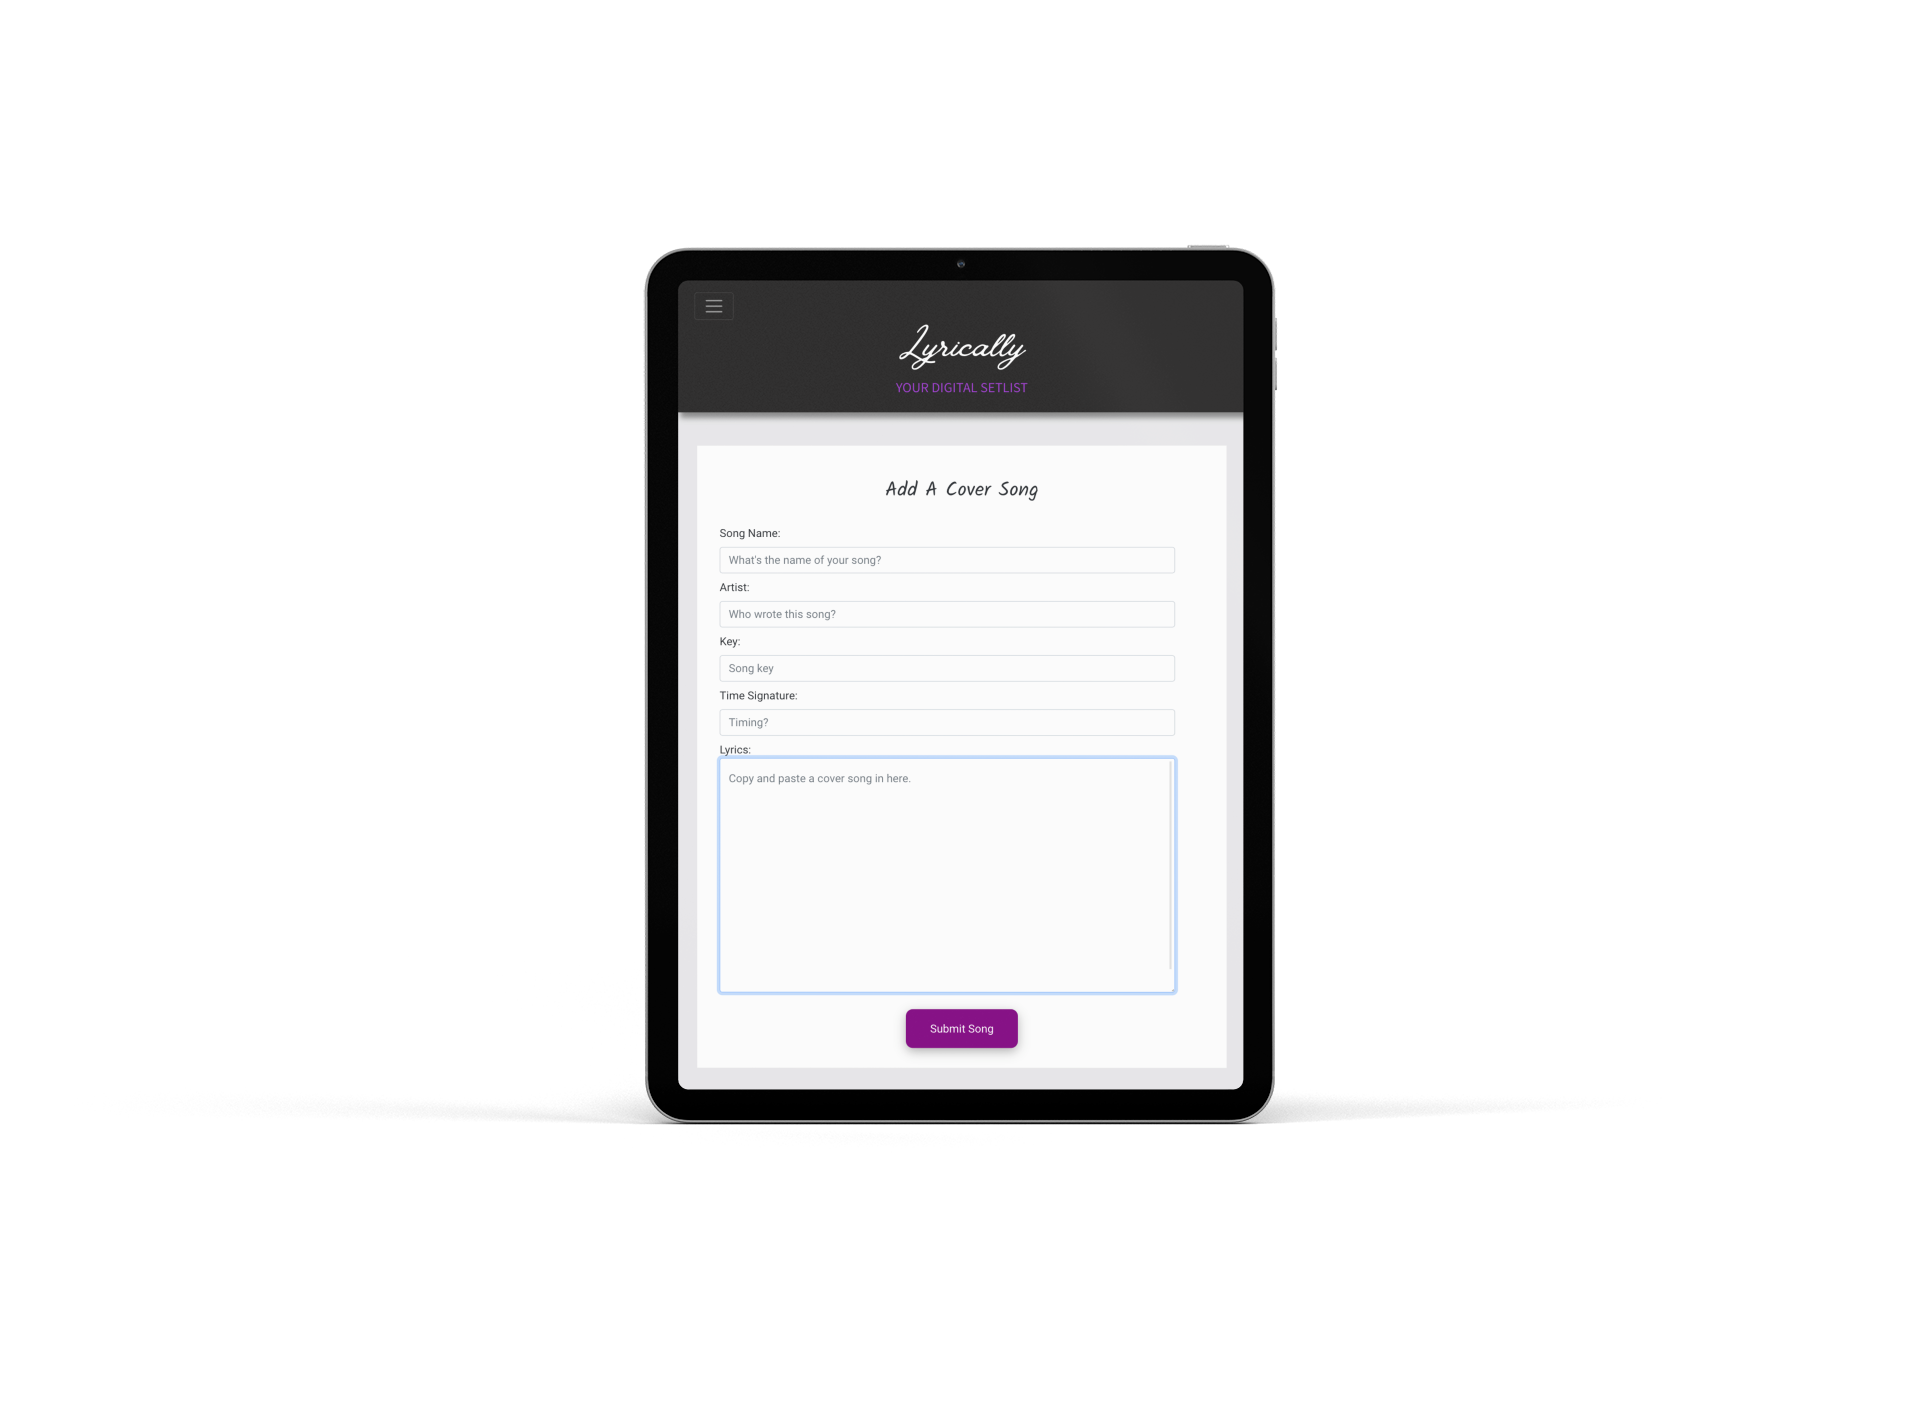 Lyrically
YOUR DIGITAL SETLIST
Add A Cover Song
Song Name:
What's the name of your song?
Artist:
Who wrote this song?
Key:
Song key
Time Signature:
Timing?
Lyrics:
Copy and paste a cover song in here.
Submit Song